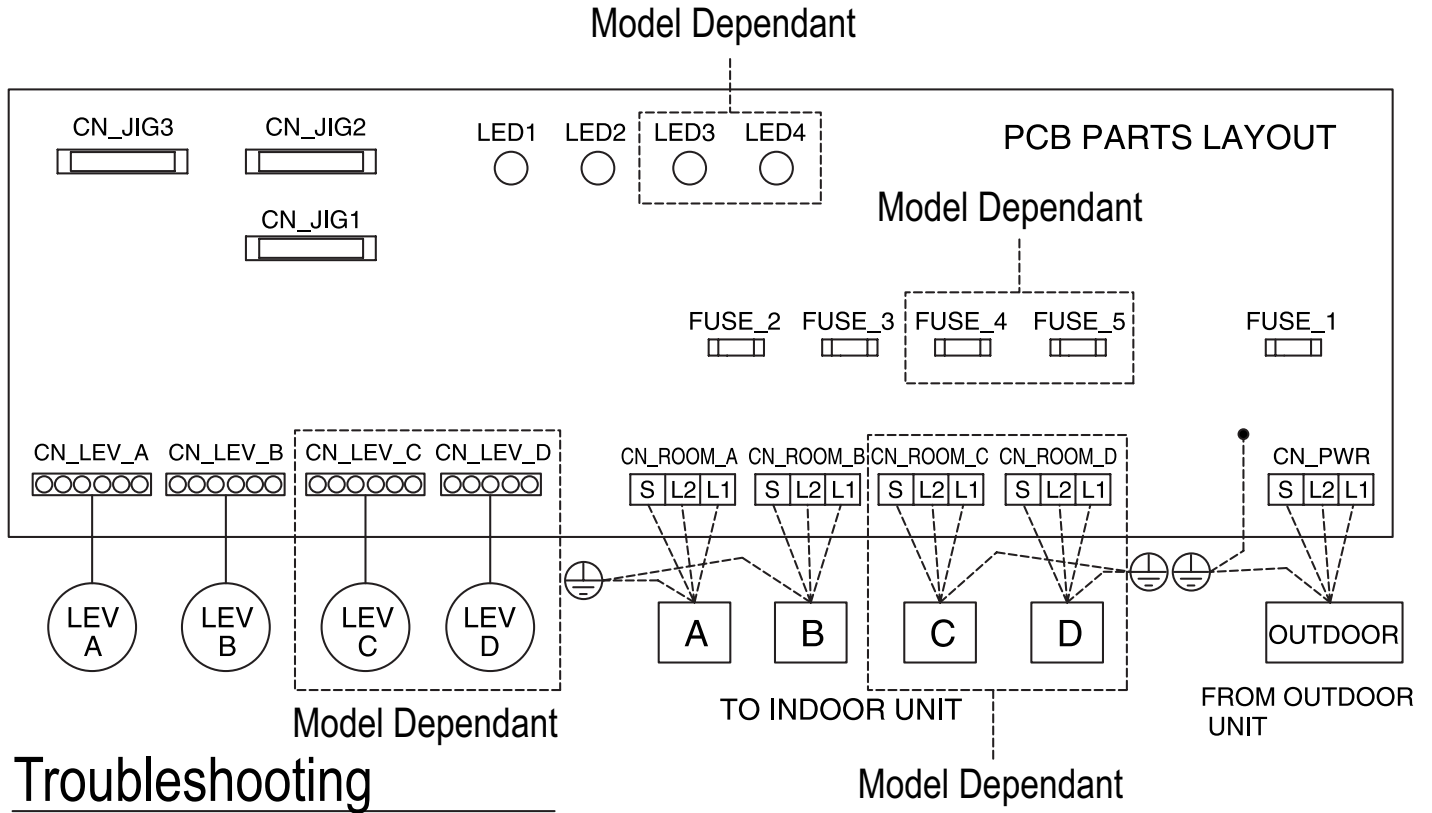 Model Dependant
CN_JIG3 CN_JIG2 LED1 LED2 LED3 LED4 PCB PARTS LAYOUT
Model Dependant
CN_JIG1
FUSE_2 FUSE_3 FUSE_4 FUSE_5 FUSE_1
CN_LEV_A CN_LEV_B CN_LEV_C CN_LEV_D CN_ROOM_A CN_ROOM_B CN_ROOM_C CN_ROOM_D CN_PWR
S L2 L1 S L2 L1 S L2 L1 S L2 L1 S L2 L1
LEV A
LEV B
LEV C
LEV D
A B C D OUTDOOR
TO INDOOR UNIT
FROM OUTDOOR
UNIT
Model Dependant
Model Dependant
Troubleshooting